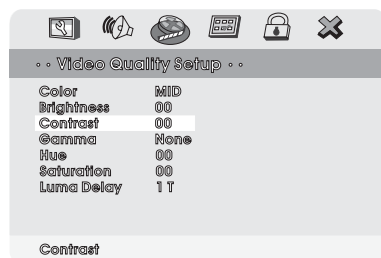 ◦ ◦ Video Quality Setup ◦ ◦
Color MID
Brightness 00
Contrast 00
Gamma None
Hue 00
Saturation 00
Luma Delay 1 T
Contrast